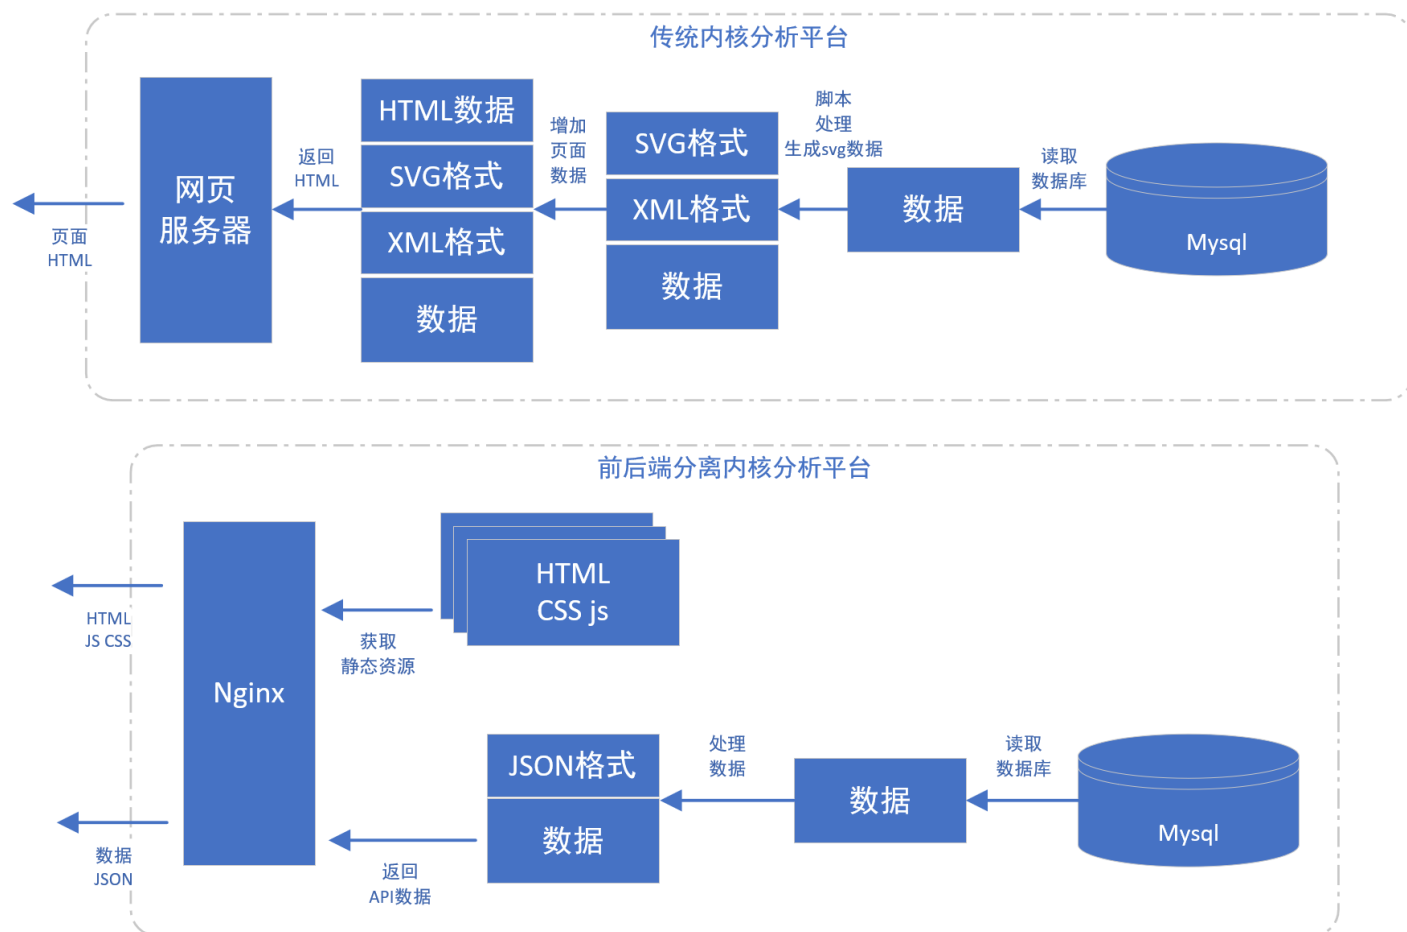 传统内核分析平台
网页
服务器
页面
HTML
返回
HTML
HTML数据
SVG格式
XML格式
数据
增加
页面
数据
SVG格式
XML格式
数据
脚本
处理
生成svg数据
数据
读取
数据库
Mysql
前后端分离内核分析平台
HTML
JS CSS
Nginx
获取
静态资源
HTML
CSS js
数据
JSON
返回
API数据
JSON格式
数据
处理
数据
数据
读取
数据库
Mysql